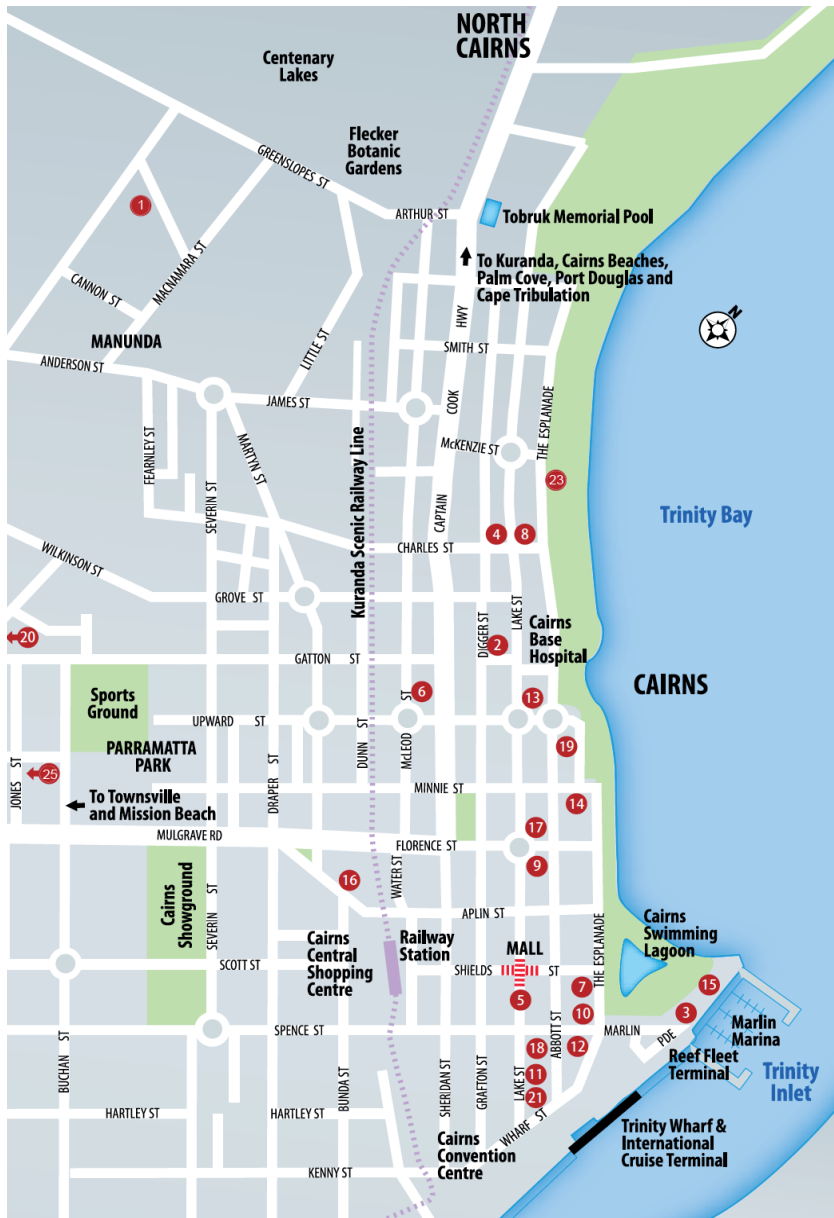 NORTH
CAIRNS
Centenary
Lakes
Flecker
Botanic
Gardens
GREENSLOPES ST
ARTHUR ST
Tobruk Memorial Pool
1
To Kuranda, Cairns Beaches,
Palm Cove, Port Douglas and
Cape Tribulation
CANNON ST
MACNAMARA ST
N
HWY
MANUNDA
LITTLE ST
SMITH ST
ANDERSON ST
JAMES ST
COOK
THE ESPLANADE
FEARNLEY ST
MARTYN ST
McKENZIE ST
SEVERIN ST
Kuranda Scenic Railway Line
23
CAPTAIN
Trinity Bay
4
8
WILKINSON ST
CHARLES ST
GROVE ST
DIGGER ST
LAKE ST
Cairns
Base
Hospital
20
2
GATTON ST
CAIRNS
Sports
Ground
6
13
UPWARD ST
DUNN ST
McLEOD ST
19
PARRAMATTA
PARK
JONES ST
25
DRAPER ST
MINNIE ST
To Townsville
and Mission Beach
14
MULGRAVE RD
17
FLORENCE ST
9
16
WATER ST
Cairns
Showground
SEVERIN ST
APLIN ST
Cairns
Swimming
Lagoon
Cairns
Central
Shopping
Centre
Railway
Station
MALL
THE ESPLANADE
SCOTT ST
SHIELDS ST
7
15
5
10
3
SPENCE ST
ABBOTT ST
MARLIN PDE
Marlin
Marina
BUCHAN ST
18
12
Reef Fleet
Terminal
11
Trinity
Inlet
BUNDA ST
SHERIDAN ST
GRAFTON ST
LAKE ST
21
HARTLEY ST
HARTLEY ST
WHARF ST
Trinity Wharf &
International
Cruise Terminal
Cairns
Convention
Centre
KENNY ST